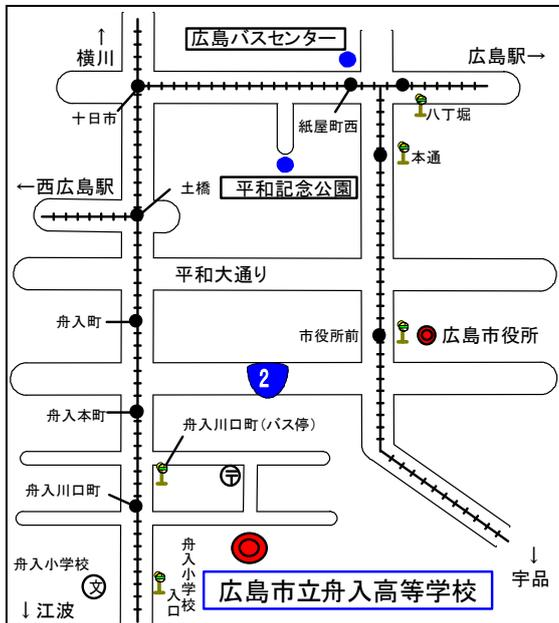 ↑
横川
広島バスセンター
広島駅→
十日市
紙屋町西
八丁堀
本通
←西広島駅
土橋
平和記念公園
平和大通り
舟入町
市役所前
広島市役所
2
舟入本町
舟入川口町(バス停)
〒
舟入川口町
舟入小学校
文
舟入小学校
入口
広島市立舟入高等学校
↓江波
↓
宇品